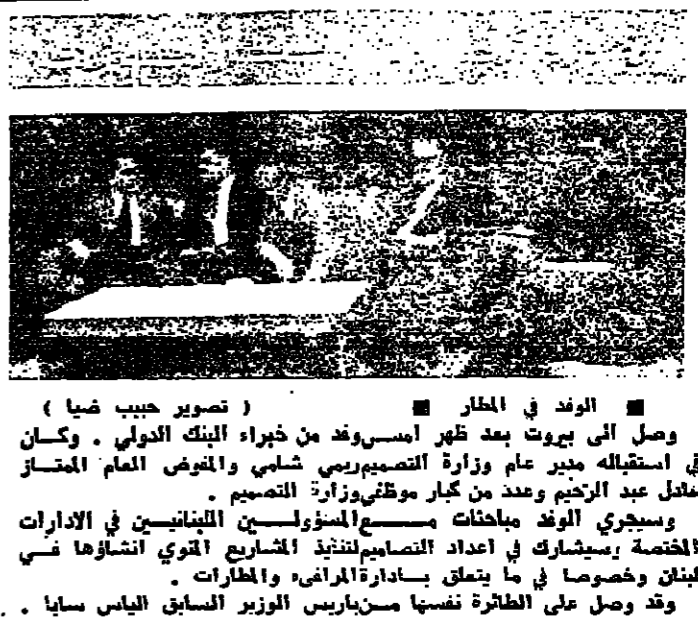 ■ الوفد في المطار ■ ( تصوير حبيب ضيا )
وصل الى بيروت بعد ظهر امس وفد من خبراء البنك الدولي . وكان
في استقباله مدير عام وزارة التصميم ريمي شامي والمفوض العام الممتاز
عادل عبد الرحيم وعدد من كبار موظفي وزارة التصميم .
وسيجري الوفد مباحثات مع المسؤولين اللبنانيين في الادارات
المختصة وسيشارك في اعداد التصاميم لتنفيذ المشاريع المنوي انشاؤها في
لبنان وخصوصا في ما يتعلق بادارة المرافىء والمطارات .
وقد وصل على الطائرة نفسها من باريس الوزير السابق الياس سابا .